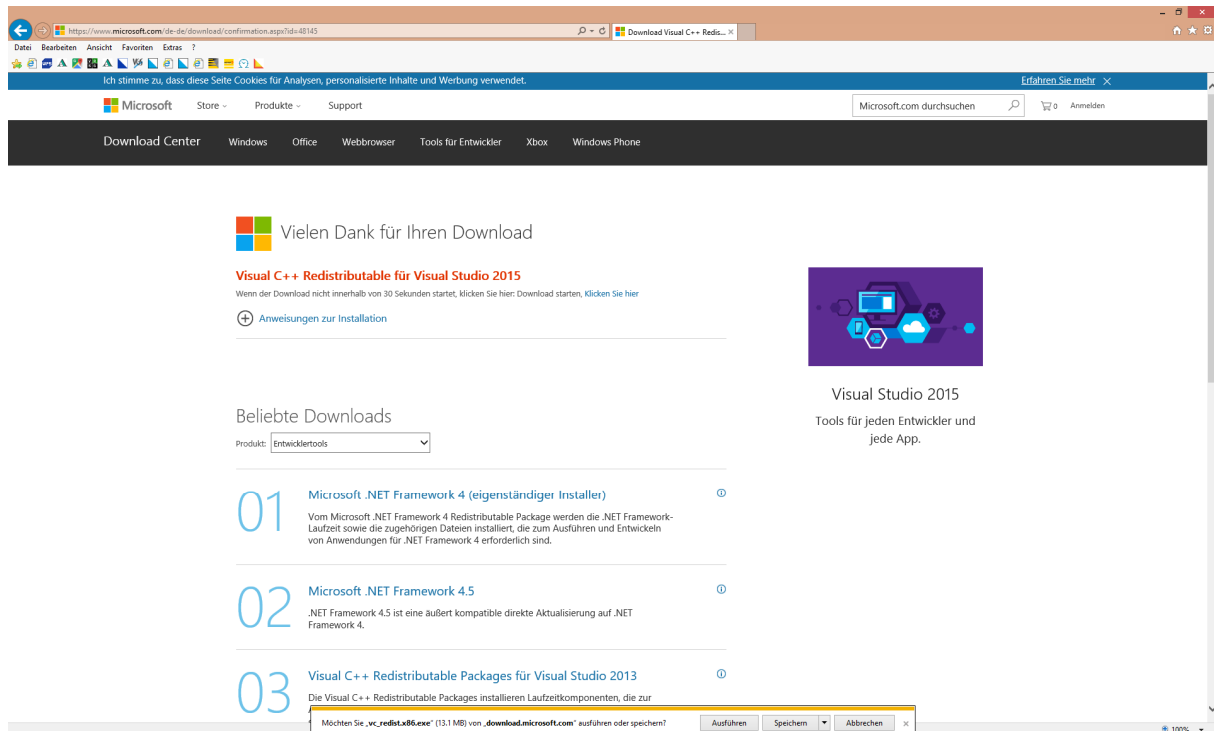 https://www.microsoft.com/de-de/download/confirmation.aspx?id=48145
Download Visual C++ Redis...
Datei Bearbeiten Ansicht Favoriten Extras ?
Ich stimme zu, dass diese Seite Cookies für Analysen, personalisierte Inhalte und Werbung verwendet.
Erfahren Sie mehr
Microsoft Store Produkte Support
Microsoft.com durchsuchen
0 Anmelden
Download Center Windows Office Webbrowser Tools für Entwickler Xbox Windows Phone
Vielen Dank für Ihren Download
Visual C++ Redistributable für Visual Studio 2015
Wenn der Download nicht innerhalb von 30 Sekunden startet, klicken Sie hier: Download starten, Klicken Sie hier
Anweisungen zur Installation
Visual Studio 2015
Tools für jeden Entwickler und
jede App.
Beliebte Downloads
Produkt: Entwicklertools
01
Microsoft .NET Framework 4 (eigenständiger Installer)
Vom Microsoft .NET Framework 4 Redistributable Package werden die .NET Framework-
Laufzeit sowie die zugehörigen Dateien installiert, die zum Ausführen und Entwickeln
von Anwendungen für .NET Framework 4 erforderlich sind.
02
Microsoft .NET Framework 4.5
.NET Framework 4.5 ist eine äußert kompatible direkte Aktualisierung auf .NET
Framework 4.
03
Visual C++ Redistributable Packages für Visual Studio 2013
Die Visual C++ Redistributable Packages installieren Laufzeitkomponenten, die zur
Möchten Sie „vc_redist.x86.exe“ (13.1 MB) von „download.microsoft.com“ ausführen oder speichern?
Ausführen Speichern Abbrechen
100%